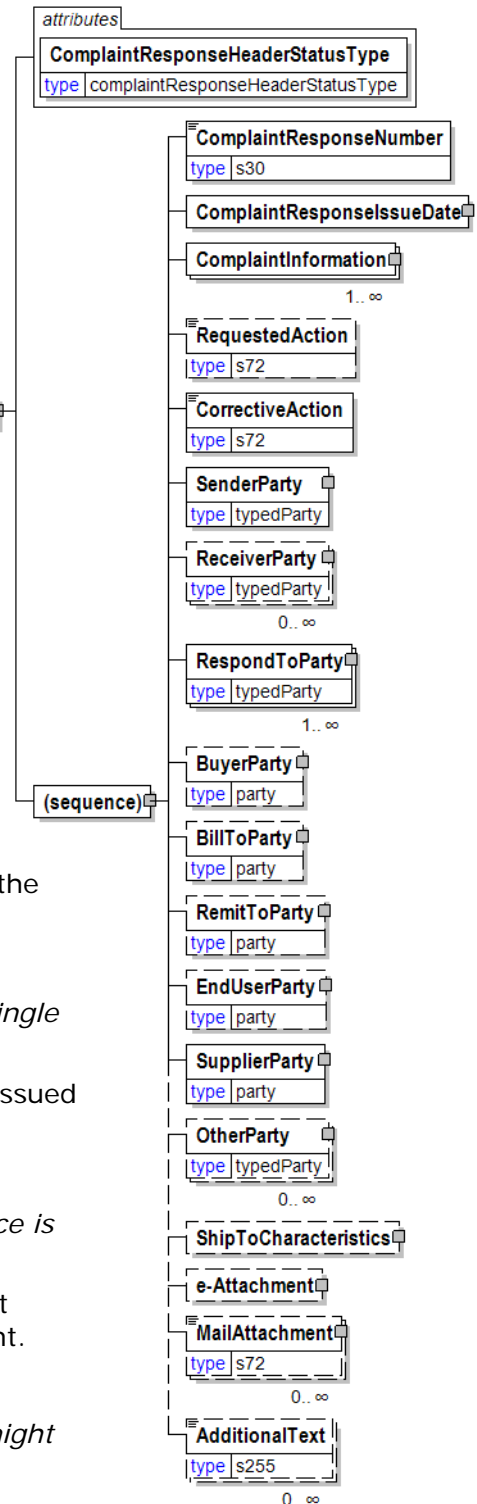 attributes
ComplaintResponseHeaderStatusType
type complaintResponseHeaderStatusType
ComplaintResponseNumber
type s30
ComplaintResponseIssueDate
ComplaintInformation
1.. ∞
RequestedAction
type s72
CorrectiveAction
type s72
SenderParty
type typedParty
ReceiverParty
type typedParty
0.. ∞
RespondToParty
type typedParty
1.. ∞
BuyerParty
type party
(sequence)
BillToParty
type party
the
RemitToParty
type party
ingle
EndUserParty
type party
SupplierParty
type party
ssued
OtherParty
type typedParty
0.. ∞
ce is
ShipToCharacteristics
e-Attachment
t
nt.
MailAttachment
type s72
0.. ∞
night
AdditionalText
type s255
0.. ∞